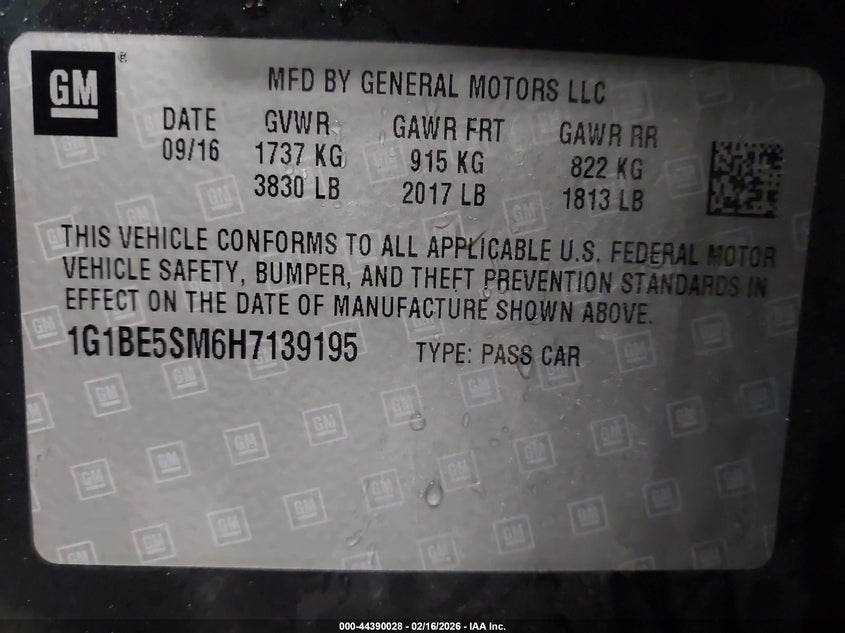 GM
MFD BY GENERAL MOTORS LLC
DATE GVWR GAWR FRT GAWR RR
09/16 1737 KG 915 KG 822 KG
3830 LB 2017 LB 1813 LB
THIS VEHICLE CONFORMS TO ALL APPLICABLE U.S. FEDERAL MOTOR
VEHICLE SAFETY, BUMPER, AND THEFT PREVENTION STANDARDS IN
EFFECT ON THE DATE OF MANUFACTURE SHOWN ABOVE.
1G1BE5SM6H7139195 TYPE: PASS CAR
000-44390028 - 02/16/2026 - IAA Inc.